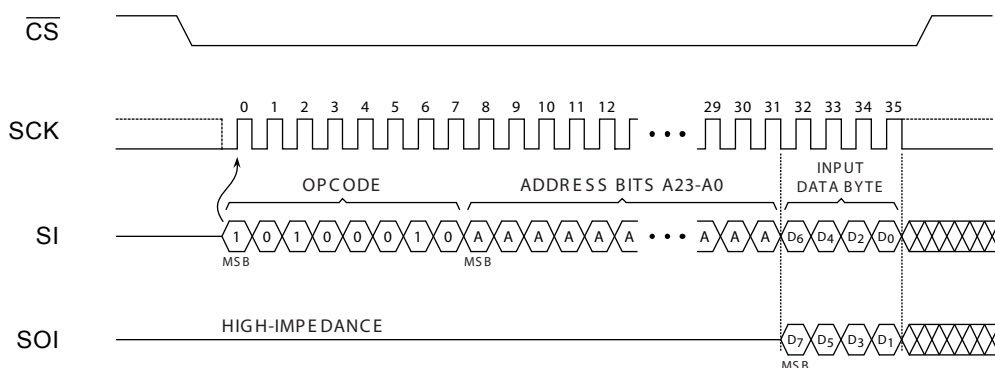 CS
SCK
0 1 2 3 4 5 6 7 8 9 10 11 12 29 30 31 32 33 34 35
OPCODE
ADDRESS BITS A23-A0
INPUT
DATA BYTE
SI
1 0 1 0 0 0 1 0 A A A A A A A A A D6 D4 D2 D0
MSB
MSB
SOI
HIGH-IMPEDANCE
D7 D5 D3 D1
MSB